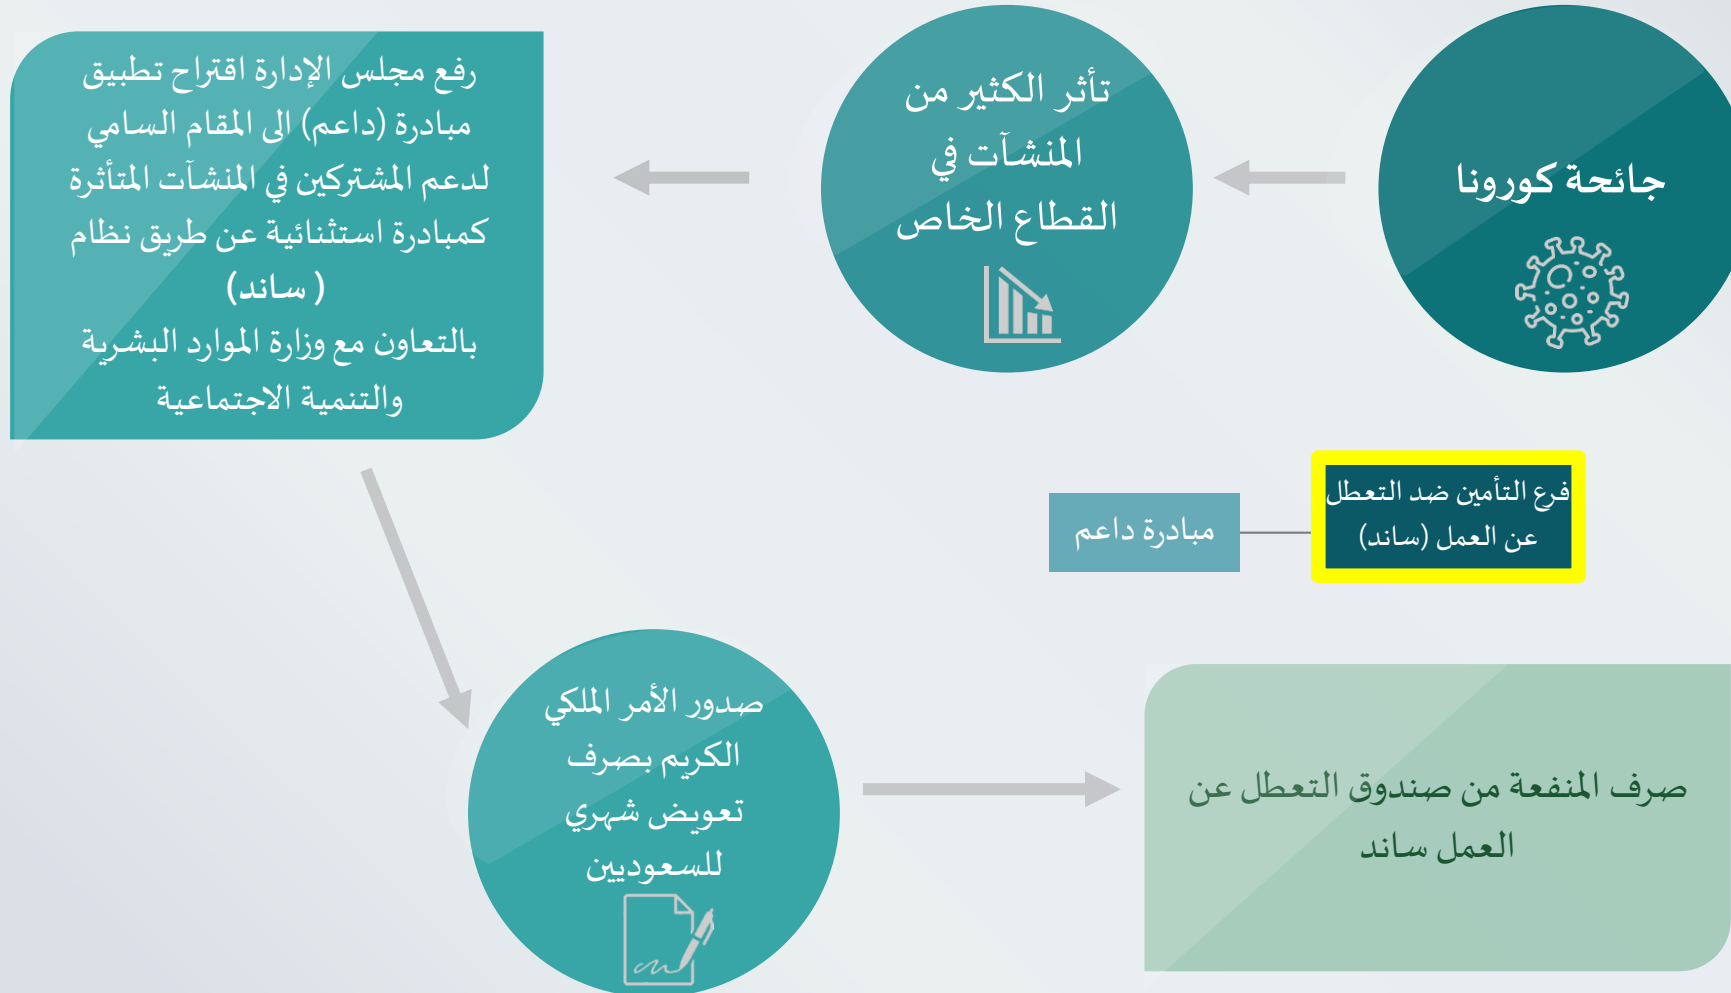 جائحة كورونا
تأثر الكثير من
المنشآت في
القطاع الخاص
رفع مجلس الإدارة اقتراح تطبيق
مبادرة (داعم) الى المقام السامي
لدعم المشتركين في المنشآت المتأثرة
كمبادرة استثنائية عن طريق نظام
( ساند)
بالتعاون مع وزارة الموارد البشرية
والتنمية الاجتماعية
فرع التأمين ضد التعطل
عن العمل (ساند)
مبادرة داعم
صدور الأمر الملكي
الكريم بصرف
تعويض شهري
للسعوديين
صرف المنفعة من صندوق التعطل عن
العمل ساند